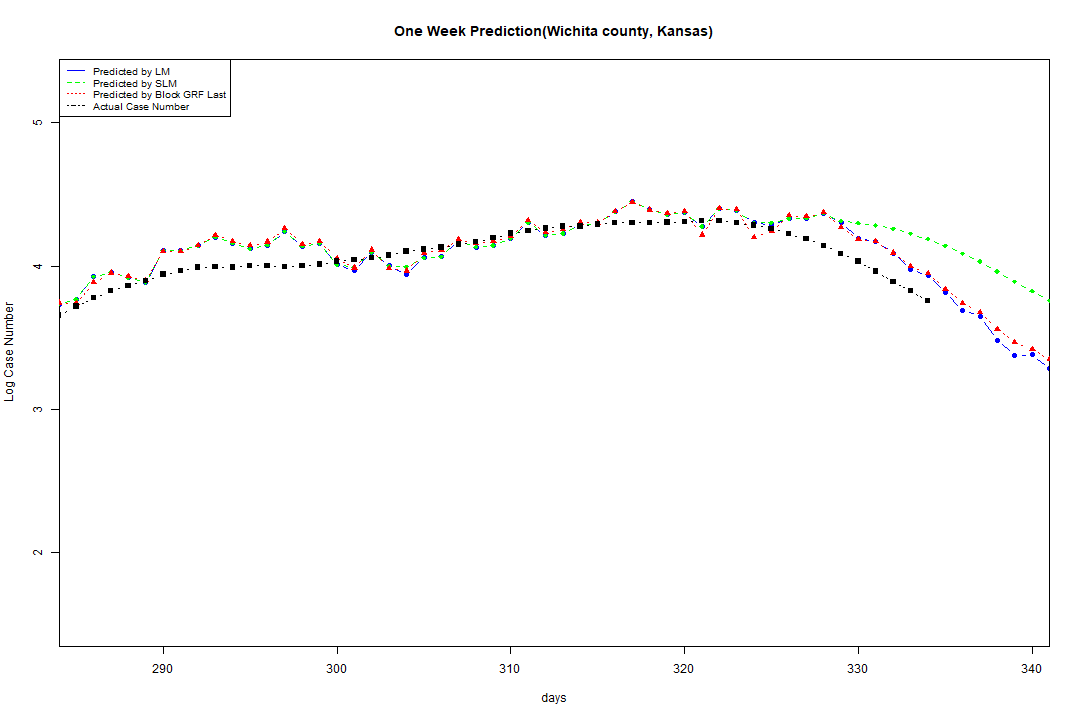 One Week Prediction(Wichita county, Kansas)
Predicted by LM
Predicted by SLM
Predicted by Block GRF Last
Actual Case Number
5
4
3
2
Log Case Number
290 300 310 320 330 340
days